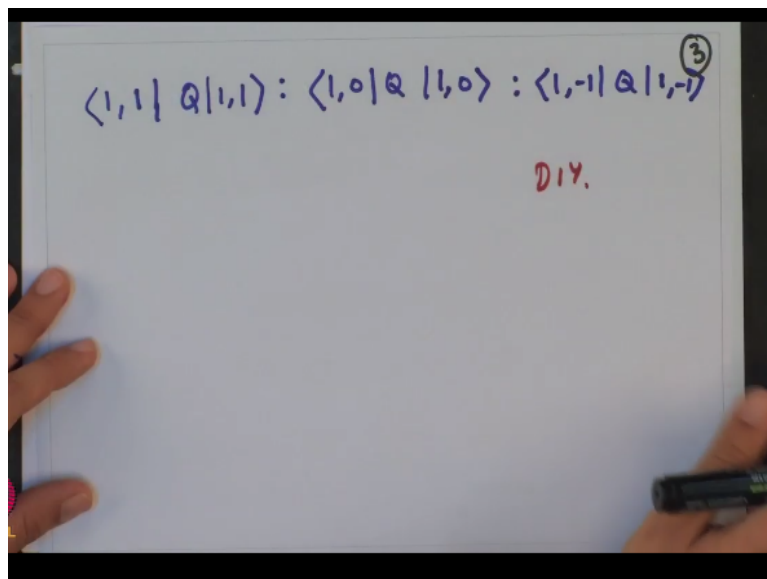 ③
⟨1,1| Q|1,1⟩ : ⟨1,0|Q |1,0⟩ : ⟨1,-1| Q|1,-1⟩
DIY.